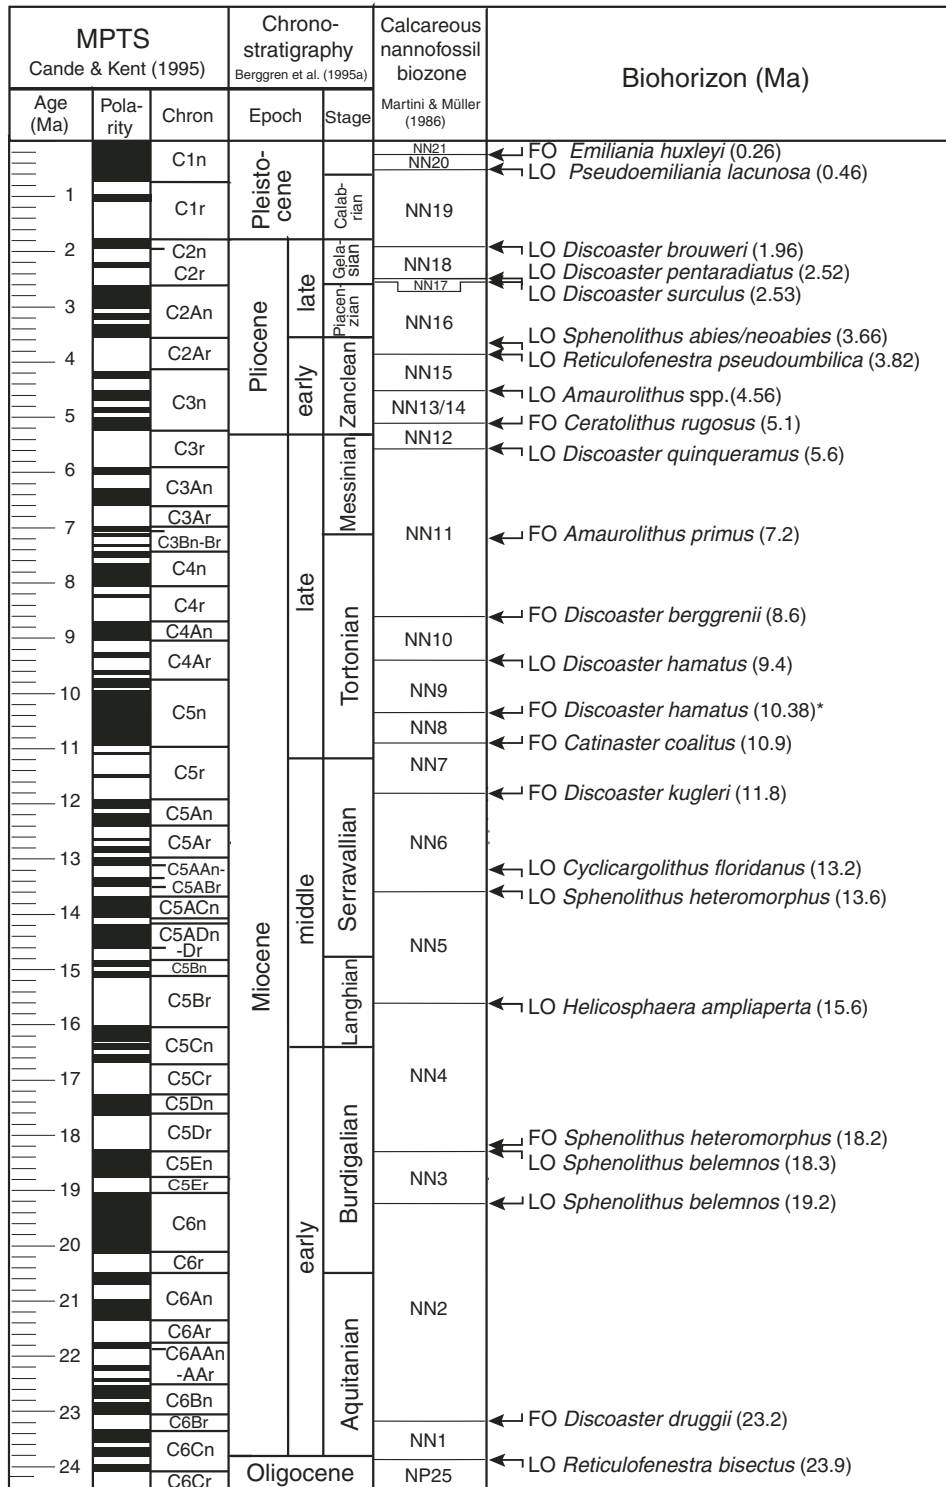 MPTS
Cande & Kent (1995)
Chrono-
stratigraphy
Berggren et al. (1995a)
Calcareous
nannofossil
biozone
Martini & Müller
(1986)
Biohorizon (Ma)
Age
(Ma)
Pola-
rity
Chron
Epoch
Stage
1
2
3
4
5
6
7
8
9
10
11
12
13
14
15
16
17
18
19
20
21
22
23
24
C1n
C1r
C2n
C2r
C2An
C2Ar
C3n
C3r
C3An
C3Ar
C3Bn-Br
C4n
C4r
C4An
C4Ar
C5n
C5r
C5An
C5Ar
C5AAn-
C5ABr
C5ACn
C5ADn
-Dr
C5Bn
C5Br
C5Cn
C5Cr
C5Dn
C5Dr
C5En
C5Er
C6n
C6r
C6An
C6Ar
C6AAn
-AAr
C6Bn
C6Br
C6Cn
C6Cr
Pleisto-
cene
Pliocene
Miocene
Oligocene
late
early
late
middle
early
Calab-
rian
Gela-
sian
Piacen-
zian
Zanclean
Messinian
Tortonian
Serravallian
Langhian
Burdigalian
Aquitanian
NN21
NN20
NN19
NN18
NN17
NN16
NN15
NN13/14
NN12
NN11
NN10
NN9
NN8
NN7
NN6
NN5
NN4
NN3
NN2
NN1
NP25
FO Emiliania huxleyi (0.26)
LO Pseudoemiliania lacunosa (0.46)
LO Discoaster brouweri (1.96)
LO Discoaster pentaradiatus (2.52)
LO Discoaster surculus (2.53)
LO Sphenolithus abies/neoabies (3.66)
LO Reticulofenestra pseudoumbilica (3.82)
LO Amaurolithus spp.(4.56)
FO Ceratolithus rugosus (5.1)
LO Discoaster quinqueramus (5.6)
FO Amaurolithus primus (7.2)
FO Discoaster berggrenii (8.6)
LO Discoaster hamatus (9.4)
FO Discoaster hamatus (10.38)*
FO Catinaster coalitus (10.9)
FO Discoaster kugleri (11.8)
LO Cyclicargolithus floridanus (13.2)
LO Sphenolithus heteromorphus (13.6)
LO Helicosphaera ampliaperta (15.6)
FO Sphenolithus heteromorphus (18.2)
LO Sphenolithus belemnos (18.3)
LO Sphenolithus belemnos (19.2)
FO Discoaster druggii (23.2)
LO Reticulofenestra bisectus (23.9)